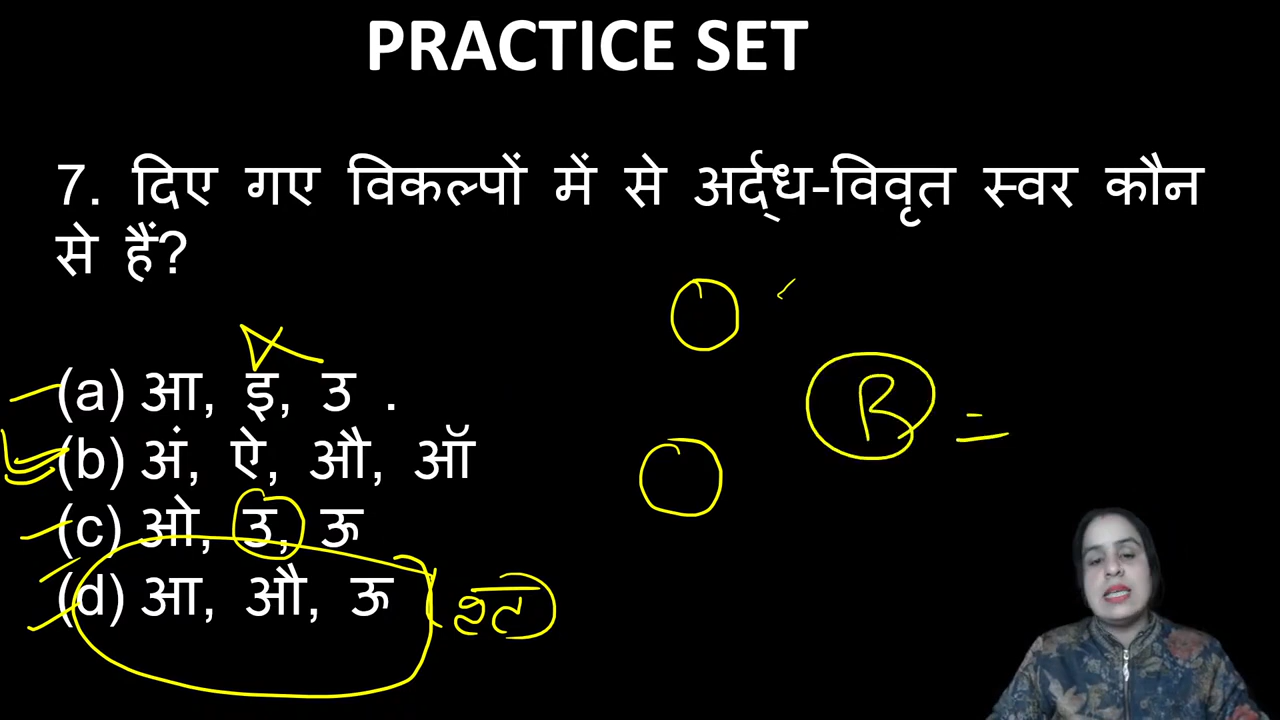 PRACTICE SET
7. दिए गए विकल्पों में से अर्द्ध-विवृत स्वर कौन
से हैं?
(a) आ, इ, उ .
(b) अं, ऐ, औ, ऑ
B =
(c) ओ, उ, ऊ
(d) आ, औ, ऊ